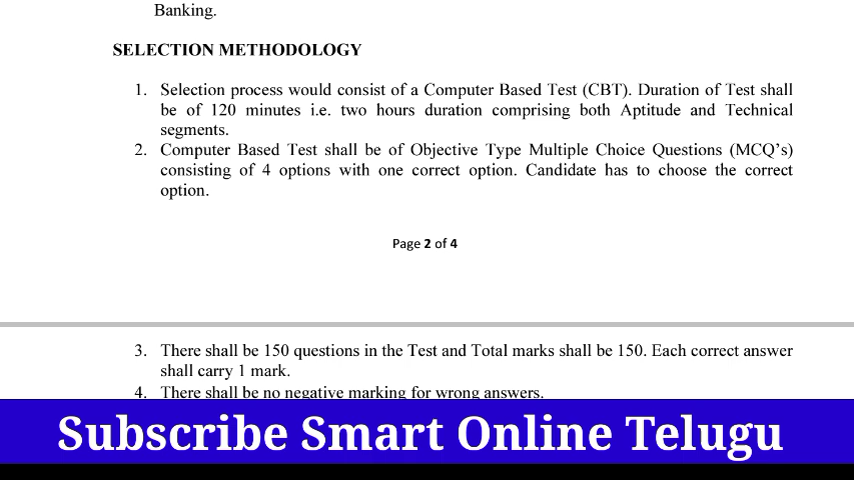 Banking.
SELECTION METHODOLOGY
1. Selection process would consist of a Computer Based Test (CBT). Duration of Test shall
be of 120 minutes i.e. two hours duration comprising both Aptitude and Technical
segments.
2. Computer Based Test shall be of Objective Type Multiple Choice Questions (MCQ's)
consisting of 4 options with one correct option. Candidate has to choose the correct
option.
Page 2 of 4
3. There shall be 150 questions in the Test and Total marks shall be 150. Each correct answer
shall carry 1 mark.
4. There shall be no negative marking for wrong answers.
Subscribe Smart Online Telugu